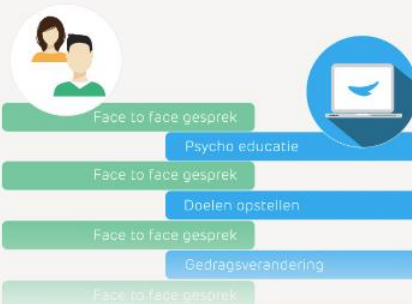 Face to face gesprek
Psycho educatie
Face to face gesprek
Doelen opstellen
Face to face gesprek
Gedragsverandering
Face to face gesprek